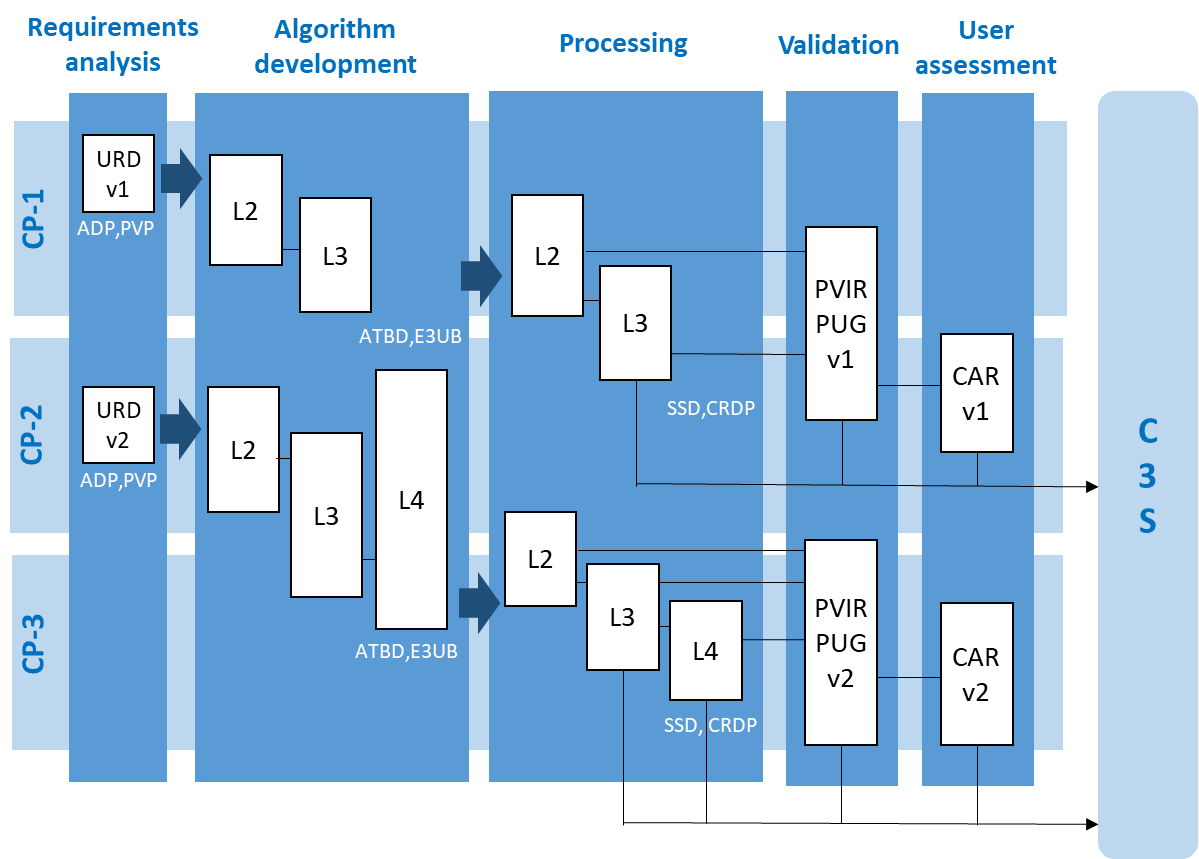 Requirements
analysis
Algorithm
development
Processing
Validation
User
assessment
CP-1
URD
v1
ADP,PVP
L2
L3
ATBD,E3UB
L2
L3
SSD,CRDP
PVIR
PUG
v1
CAR
v1
CP-2
URD
v2
ADP,PVP
L2
L3
L4
ATBD,E3UB
CP-3
L2
L3
L4
SSD, CRDP
PVIR
PUG
v2
CAR
v2
C
3
S